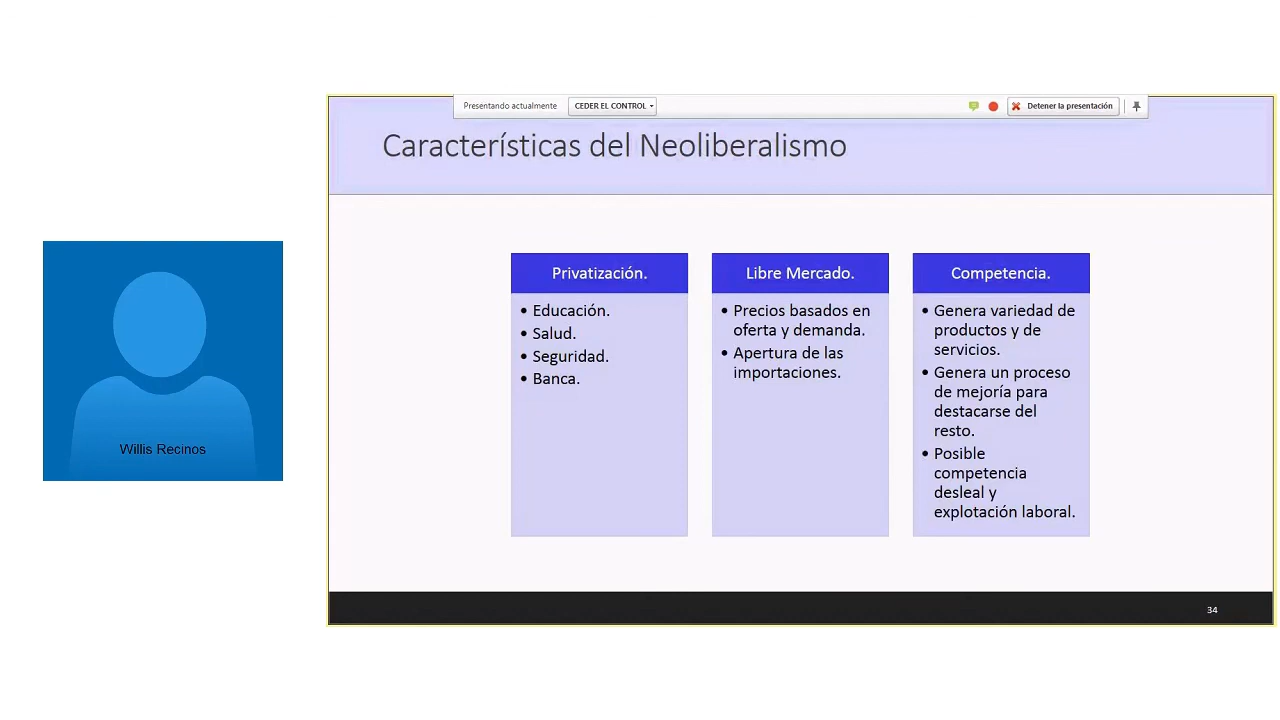 Presentando actualmente
CEDER EL CONTROL
Detener la presentación
Características del Neoliberalismo
Willis Recinos
Privatización.
• Educación.
• Salud.
• Seguridad.
• Banca.
Libre Mercado.
• Precios basados en
oferta y demanda.
• Apertura de las
importaciones.
Competencia.
• Genera variedad de
productos y de
servicios.
• Genera un proceso
de mejoría para
destacarse del
resto.
• Posible
competencia
desleal y
explotación laboral.
34